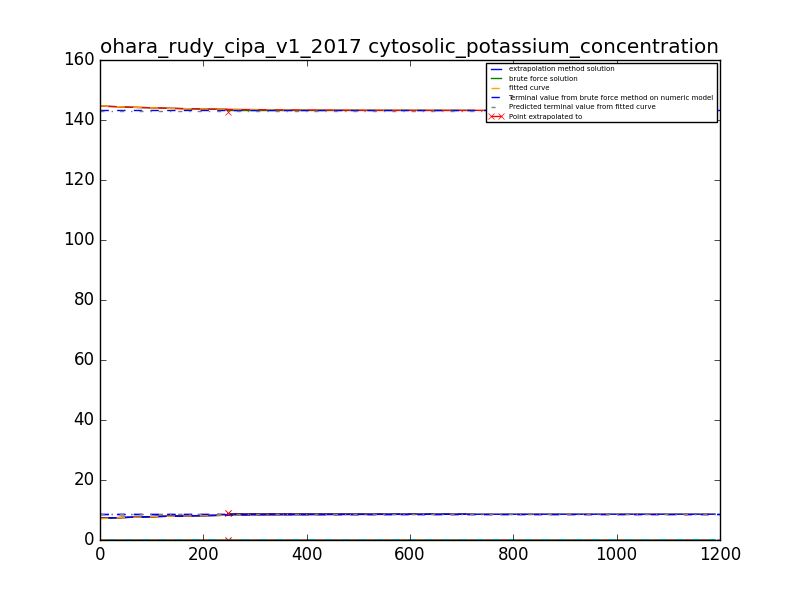 ohara_rudy_cipa_v1_2017 cytosolic_potassium_concentration
160
140
120
100
80
60
40
20
0
extrapolation method solution
brute force solution
fitted curve
Terminal value from brute force method on numeric model
Predicted terminal value from fitted curve
Point extrapolated to
0 200 400 600 800 1000 1200